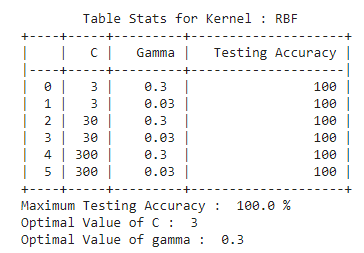 Table Stats for Kernel : RBF
+----+-----+---------+--------------------+
|    |   C |   Gamma |   Testing Accuracy |
|----+-----+---------+--------------------|
|  0 |   3 |    0.3  |                100 |
|  1 |   3 |    0.03 |                100 |
|  2 |  30 |    0.3  |                100 |
|  3 |  30 |    0.03 |                100 |
|  4 | 300 |    0.3  |                100 |
|  5 | 300 |    0.03 |                100 |
+----+-----+---------+--------------------+
Maximum Testing Accuracy :  100.0 %
Optimal Value of C :  3
Optimal Value of gamma :  0.3